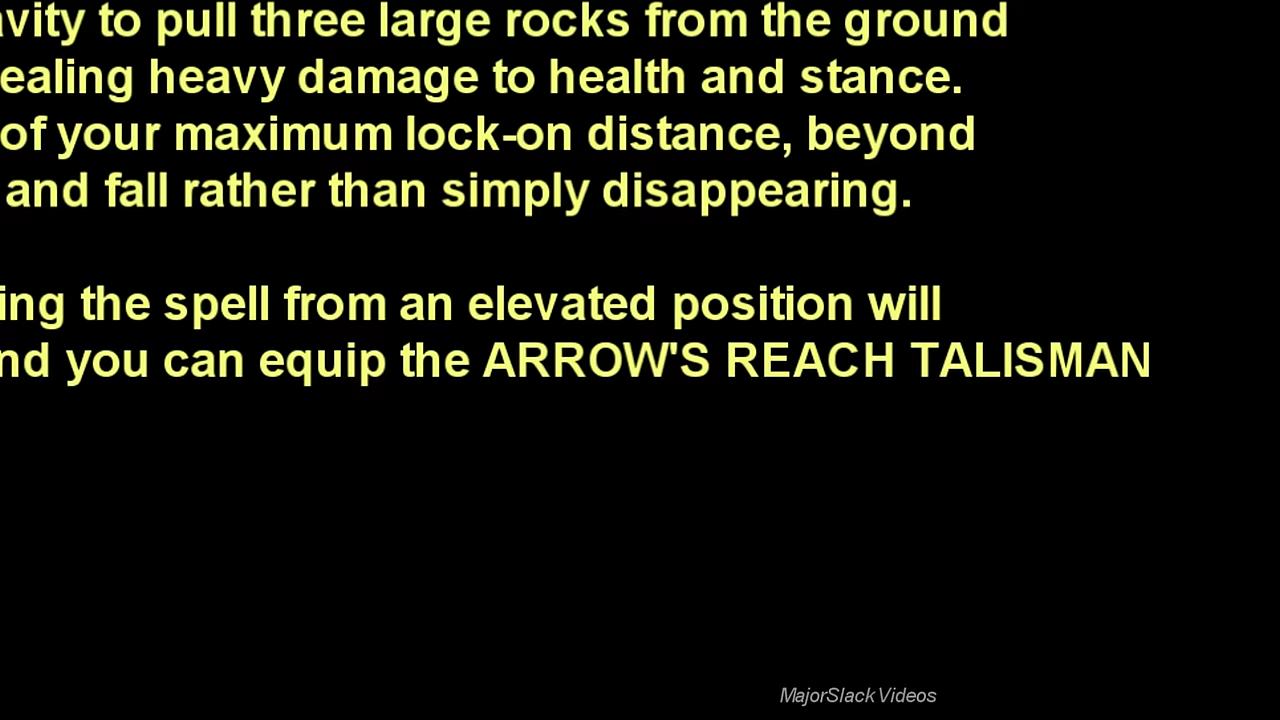 avity to pull three large rocks from the ground
ealing heavy damage to health and stance.
of your maximum lock-on distance, beyond
and fall rather than simply disappearing.
ing the spell from an elevated position will
nd you can equip the ARROW'S REACH TALISMAN
MajorSlack Videos